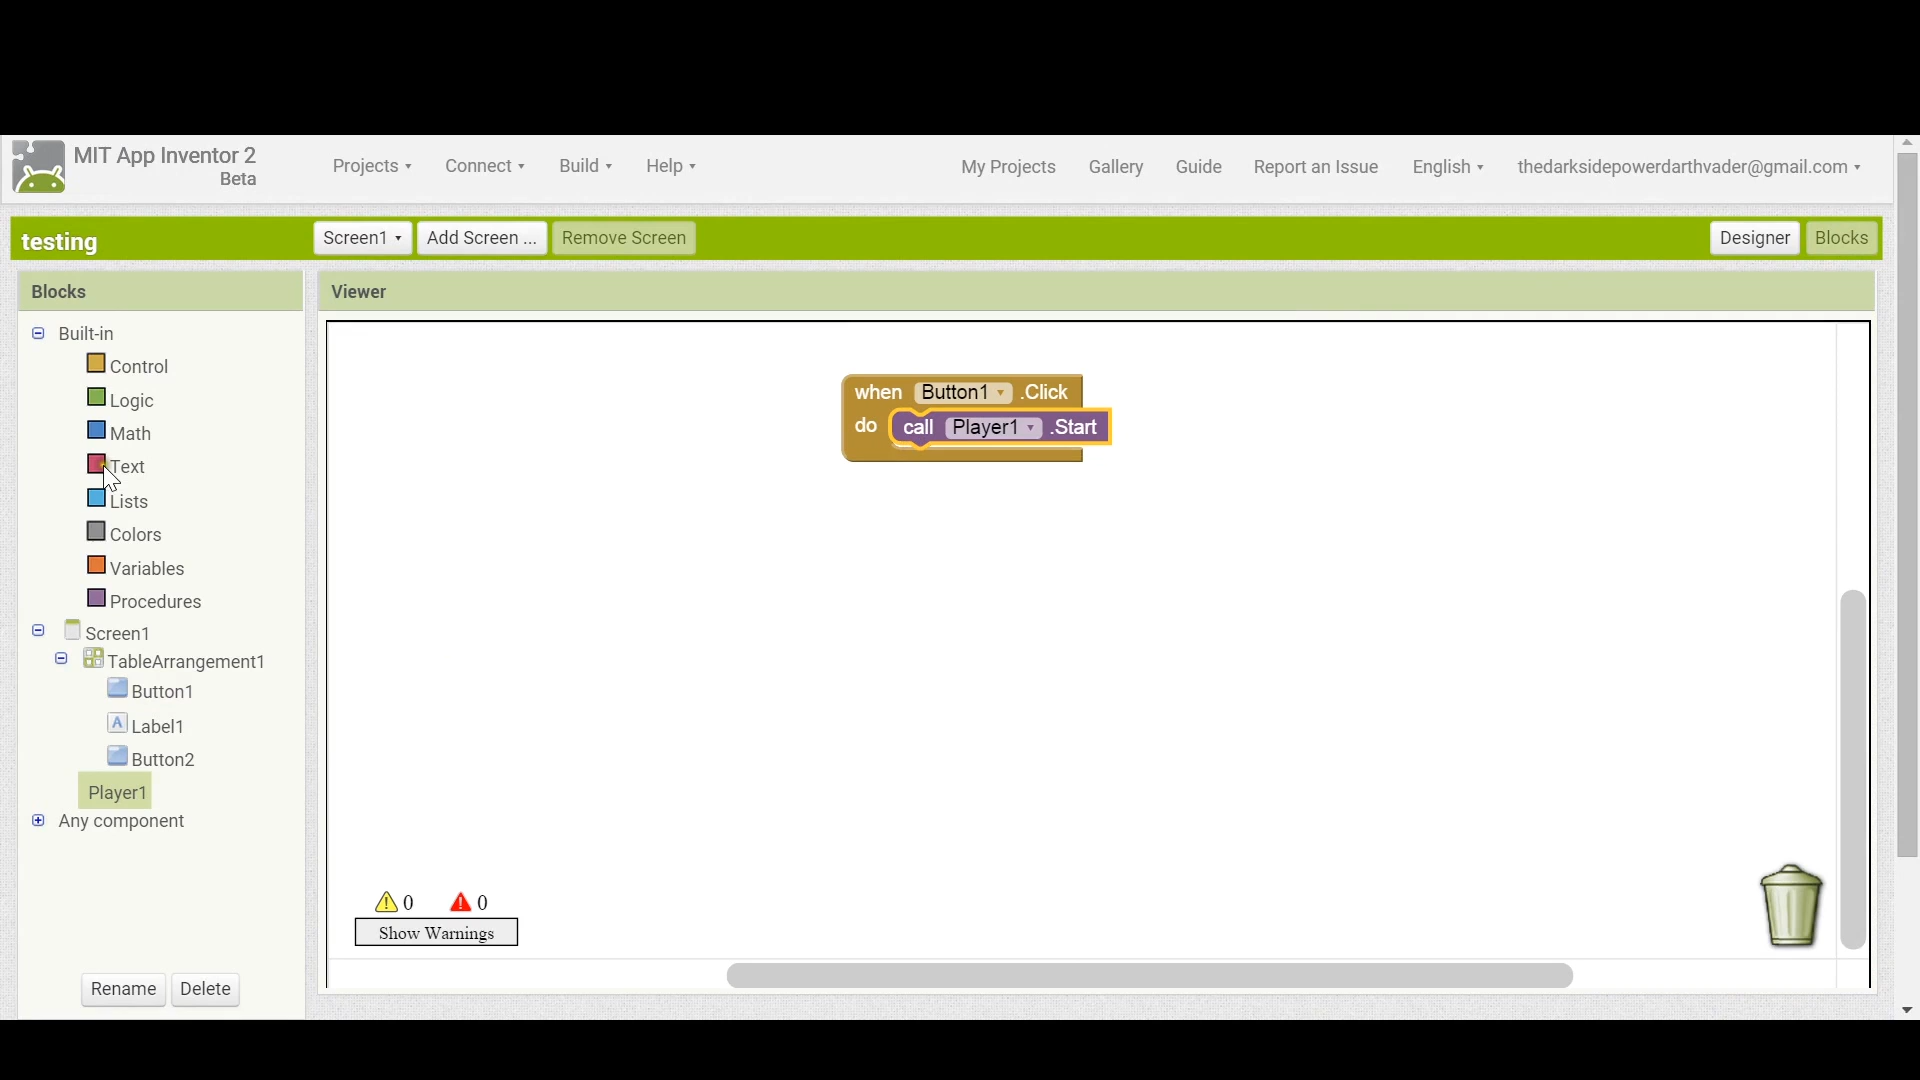 MIT App Inventor 2
Beta
Projects Connect Build Help My Projects Gallery Guide Report an Issue English thedarksidepowerdarthvader@gmail.com
testing Screen1 Add Screen ... Remove Screen Designer Blocks
Blocks Viewer
Built-in
Control
Logic
Math
Text
Lists
Colors
Variables
Procedures
Screen1
TableArrangement1
Button1
Label1
Button2
Player1
Any component
Rename Delete
when Button1 .Click
do call Player1 .Start
0 0
Show Warnings